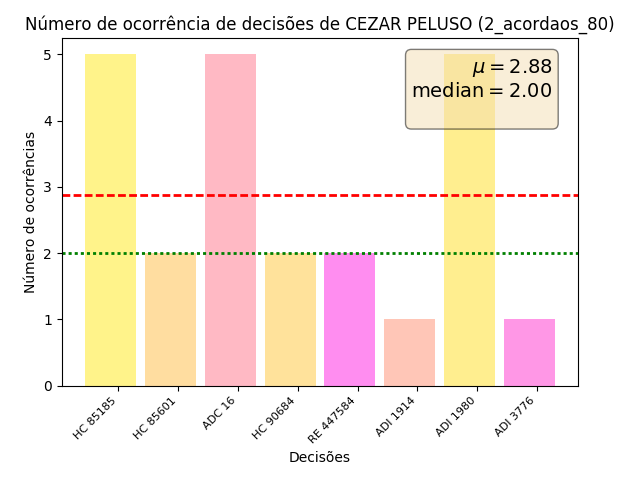 Número de ocorrência de decisões de CEZAR PELUSO (2_acordaos_80)
μ = 2.88
median = 2.00
Número de ocorrências
5
4
3
2
1
0
HC 85185
HC 85601
ADC 16
HC 90684
RE 447584
ADI 1914
ADI 1980
ADI 3776
Decisões